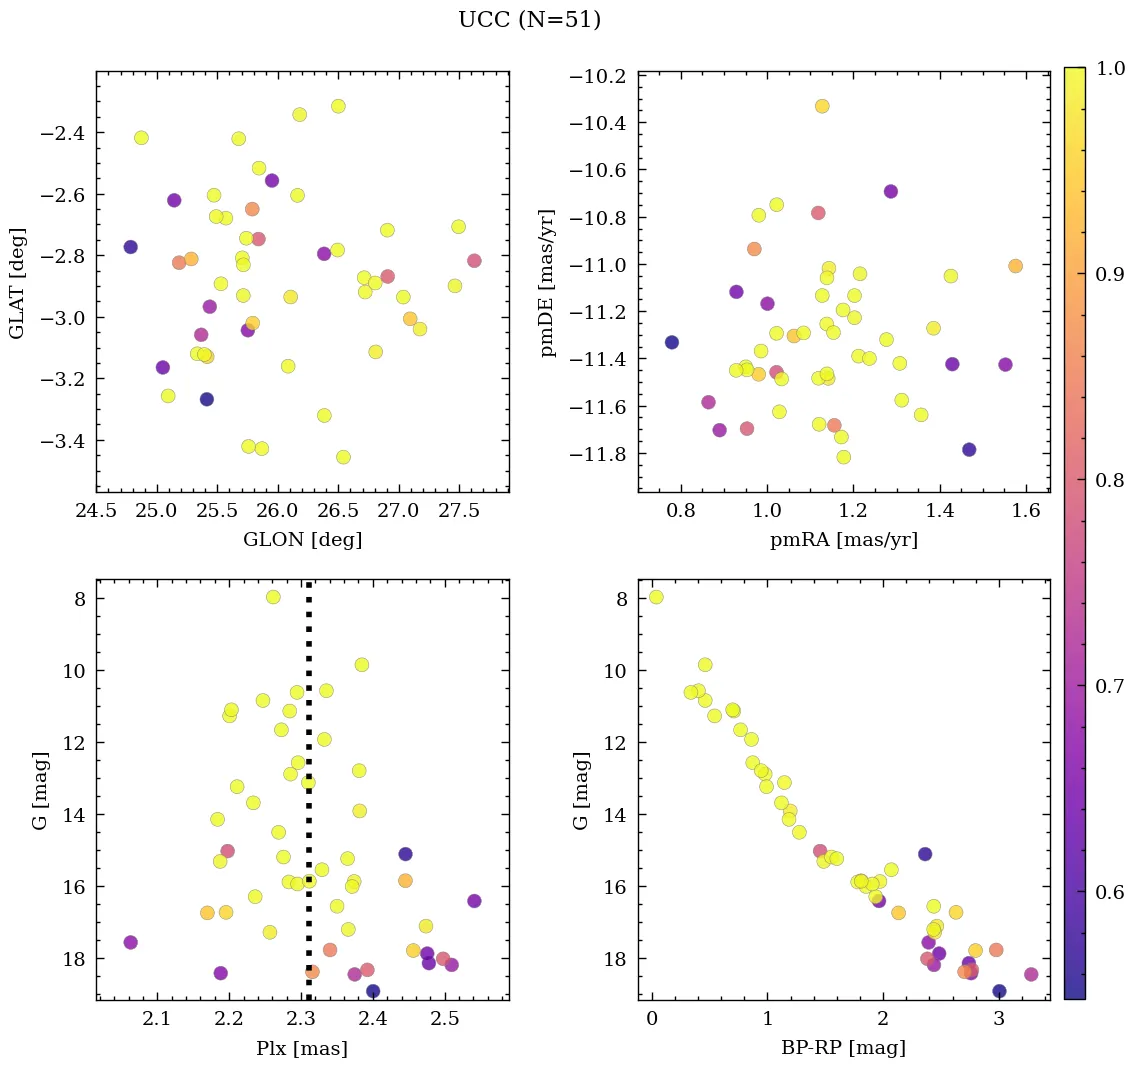 UCC (N=51)
−2.4
−2.6
−2.8
−3.0
−3.2
−3.4
GLAT [deg]
24.5 25.0 25.5 26.0 26.5 27.0 27.5
GLON [deg]
−10.2
−10.4
−10.6
−10.8
−11.0
−11.2
−11.4
−11.6
−11.8
pmDE [mas/yr]
0.8 1.0 1.2 1.4 1.6
pmRA [mas/yr]
8
10
12
14
16
18
G [mag]
2.1 2.2 2.3 2.4 2.5
Plx [mas]
8
10
12
14
16
18
G [mag]
0 1 2 3
BP-RP [mag]
1.0
0.9
0.8
0.7
0.6